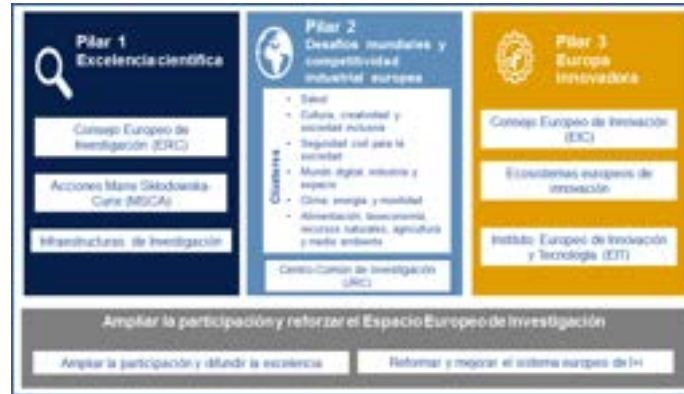 Pilar 1
Excelencia científica
Consejo Europeo de
Investigación (ERC)
Acciones Marie Skłodowska-
Curie (MSCA)
Infraestructuras de Investigación
Pilar 2
Desafíos mundiales y
competitividad
industrial europea
Clústeres
• Salud
• Cultura, creatividad y
sociedad inclusiva
• Seguridad civil para la
sociedad
• Mundo digital, industria y
espacio
• Clima, energía y movilidad
• Alimentación, bioeconomía,
recursos naturales, agricultura
y medio ambiente
Centro Común de Investigación
(JRC)
Pilar 3
Europa
innovadora
Consejo Europeo de Innovación
(EIC)
Ecosistemas europeos de
innovación
Instituto Europeo de Innovación
y Tecnología (EIT)
Ampliar la participación y reforzar el Espacio Europeo de Investigación
Ampliar la participación y difundir la excelencia
Reformar y mejorar el sistema europeo de I+i